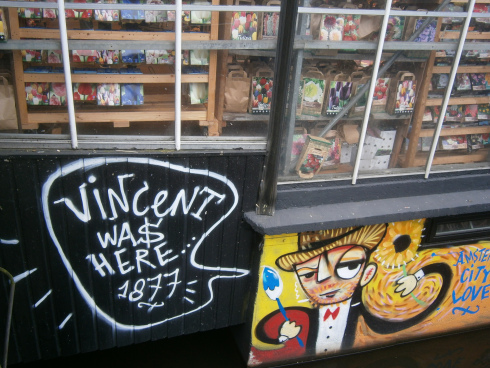 ViNCENT
WA$
HERE...
1877
AMSTER
CITY
LOVE